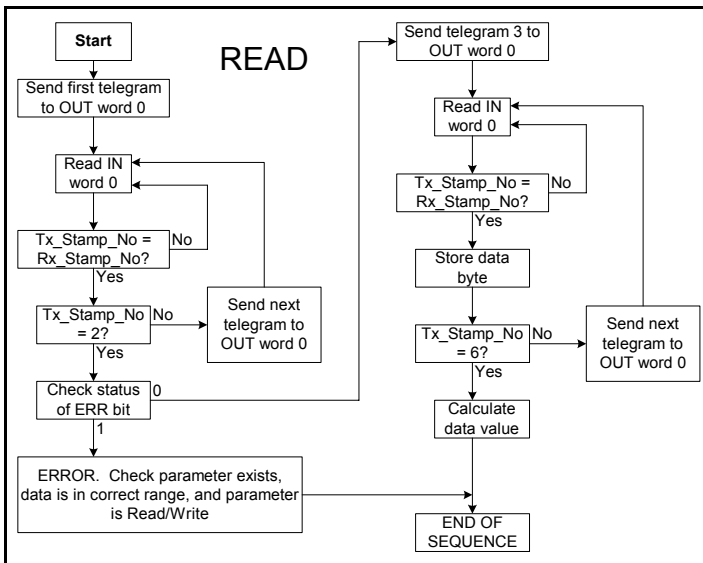 Start
READ
Send first telegram
to OUT word 0
Read IN
word 0
Tx_Stamp_No =
Rx_Stamp_No?
No
Yes
Tx_Stamp_No
= 2?
No
Yes
Send next
telegram to
OUT word 0
Check status
of ERR bit
0
1
ERROR.  Check parameter exists,
data is in correct range, and parameter
is Read/Write
Send telegram 3 to
OUT word 0
Read IN
word 0
Tx_Stamp_No =
Rx_Stamp_No?
No
Yes
Store data
byte
Tx_Stamp_No
= 6?
No
Yes
Send next
telegram to
OUT word 0
Calculate
data value
END OF
SEQUENCE